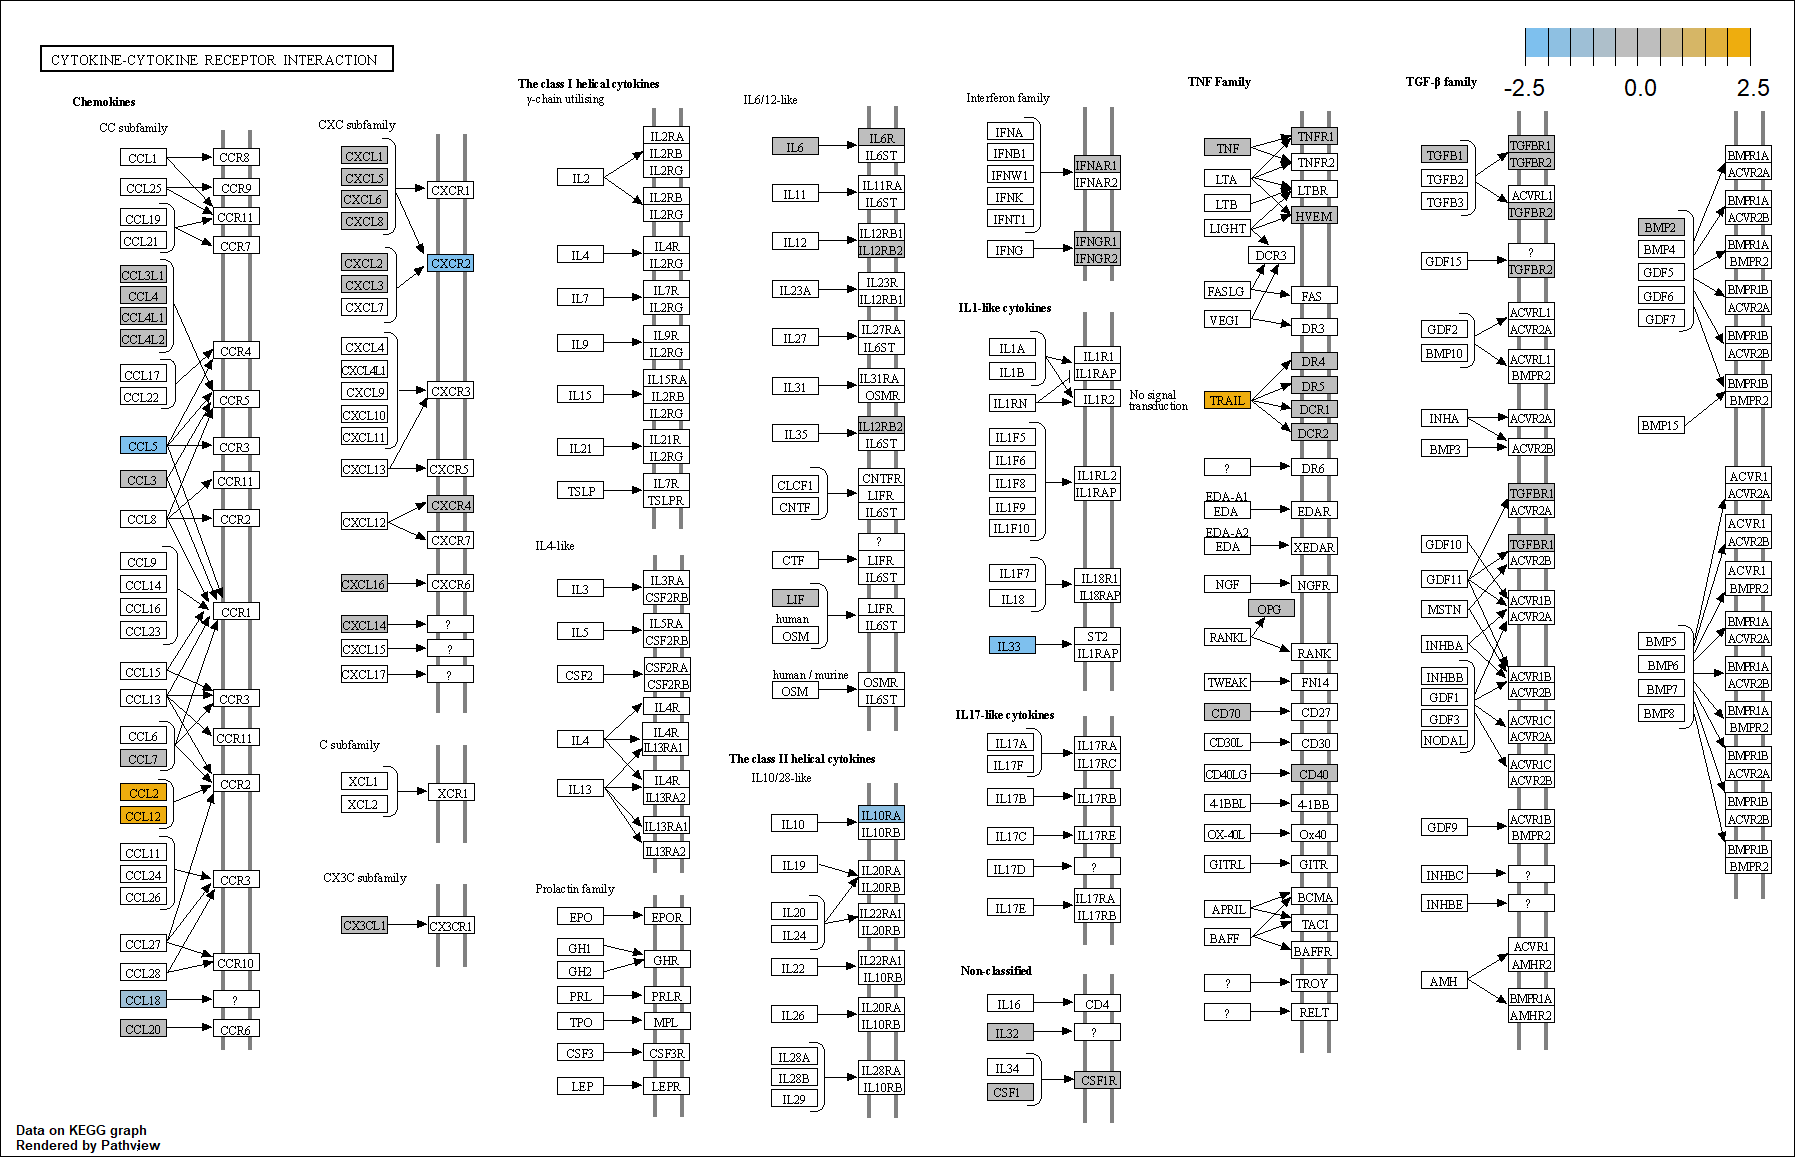 CYTOKINE-CYTOKINE RECEPTOR INTERACTION
-2.5 0.0 2.5
Chemokines
CC subfamily
CCL1 CCR8
CCL25 CCR9
CCL19 CCR11
CCL21 CCR7
CCL3L1
CCL4
CCL4L1
CCL4L2
CCR4
CCL17
CCL22 CCR5
CCL5 CCR3
CCL3 CCR11
CCL8 CCR2
CCL9
CCL14
CCL16 CCR1
CCL23
CCL15
CCL13 CCR3
CCL6 CCR11
CCL7
CCL2 CCR2
CCL12
CCL11
CCL24 CCR3
CCL26
CCL27
CCL28 CCR10
CCL18 ?
CCL20 CCR6
CXC subfamily
CXCL1
CXCL5 CXCR1
CXCL6
CXCL8
CXCL2 CXCR2
CXCL3
CXCL7
CXCL4
CXCL4L1
CXCL9 CXCR3
CXCL10
CXCL11
CXCL13 CXCR5
CXCR4
CXCL12
CXCR7
CXCL16 CXCR6
CXCL14 ?
CXCL15 ?
CXCL17 ?
C subfamily
XCL1
XCL2 XCR1
CX3C subfamily
CX3CL1 CX3CR1
The class I helical cytokines
γ-chain utilising
IL2RA
IL2RB
IL2 IL2RG
IL2RB
IL2RG
IL4 IL4R
IL2RG
IL7 IL7R
IL2RG
IL9 IL9R
IL2RG
IL15RA
IL15 IL2RB
IL2RG
IL21 IL21R
IL2RG
TSLP IL7R
TSLPR
IL4-like
IL3 IL3RA
CSF2RB
IL5 IL5RA
CSF2RB
CSF2 CSF2RA
CSF2RB
IL4R
IL4 IL4R
IL13RA1
IL13 IL4R
IL13RA2
IL13RA1
IL13RA2
Prolactin family
EPO EPOR
GH1
GHR
GH2
PRL PRLR
TPO MPL
CSF3 CSF3R
LEP LEPR
IL6/12-like
IL6 IL6R
IL6ST
IL11 IL11RA
IL6ST
IL12 IL12RB1
IL12RB2
IL23A IL23R
IL12RB1
IL27 IL27RA
IL6ST
IL31 IL31RA
OSMR
IL35 IL12RB2
IL6ST
CLCF1 CNTFR
LIFR
CNTF IL6ST
?
CTF LIFR
IL6ST
LIF LIFR
human
OSM IL6ST
human / murine
OSM OSMR
IL6ST
The class II helical cytokines
IL10/28-like
IL10 IL10RA
IL10RB
IL19 IL20RA
IL20RB
IL20 IL22RA1
IL24 IL20RB
IL22 IL22RA1
IL10RB
IL26 IL20RA
IL10RB
IL28A
IL28B IL28RA
IL29 IL10RB
Interferon family
IFNA
IFNB1
IFNW1 IFNAR1
IFNK IFNAR2
IFNT1
IFNG IFNGR1
IFNGR2
IL1-like cytokines
IL1A IL1R1
IL1B IL1RAP
IL1RN IL1R2
No signal
transduction
IL1F5
IL1F6
IL1F8 IL1RL2
IL1F9 IL1RAP
IL1F10
IL1F7 IL18R1
IL18 IL18RAP
IL33 ST2
IL1RAP
IL17-like cytokines
IL17A IL17RA
IL17F IL17RC
IL17B IL17RB
IL17C IL17RE
IL17D ?
IL17E IL17RA
IL17RB
Non-classified
IL16 CD4
IL32 ?
IL34
CSF1 CSF1R
TNF Family
TNF TNFR1
TNFR2
LTA LTBR
LTB
LIGHT HVEM
DCR3
FASLG FAS
VEGI DR3
DR4
DR5
TRAIL DCR1
DCR2
? DR6
EDA-A1
EDA EDAR
EDA-A2
EDA XEDAR
NGF NGFR
OPG
RANKL
RANK
TWEAK FN14
CD70 CD27
CD30L CD30
CD40LG CD40
4-1BBL 4-1BB
OX-40L Ox40
GITRL GITR
BCMA
APRIL TACI
BAFF BAFFR
? TROY
? RELT
TGF-β family
TGFB1 TGFBR1
TGFBR2
TGFB2 ACVRL1
TGFB3 TGFBR2
GDF15 ?
TGFBR2
GDF2 ACVRL1
ACVR2A
BMP10 ACVRL1
BMPR2
INHA ACVR2A
BMP3 ACVR2B
TGFBR1
ACVR2A
GDF10 TGFBR1
ACVR2B
GDF11 ACVR1B
MSTN ACVR2A
INHBA
INHBB ACVR1B
GDF1 ACVR2B
GDF3 ACVR1C
NODAL ACVR2A
ACVR1C
ACVR2B
GDF9 ACVR1B
BMPR2
INHBC ?
INHBE ?
ACVR1
AMHR2
AMH
BMPR1A
AMHR2
BMPR1A
ACVR2A
BMPR1A
ACVR2B
BMP2
BMP4 BMPR1A
GDF5 BMPR2
GDF6 BMPR1B
GDF7 ACVR2A
BMPR1B
ACVR2B
BMPR1B
BMPR2
BMP15
ACVR1
ACVR2A
ACVR1
ACVR2B
ACVR1
BMPR2
BMP5 BMPR1A
ACVR2A
BMP6 BMPR1A
BMP7 ACVR2B
BMP8 BMPR1A
BMPR2
BMPR1B
ACVR2A
BMPR1B
ACVR2B
BMPR1B
BMPR2
Data on KEGG graph
Rendered by Pathview